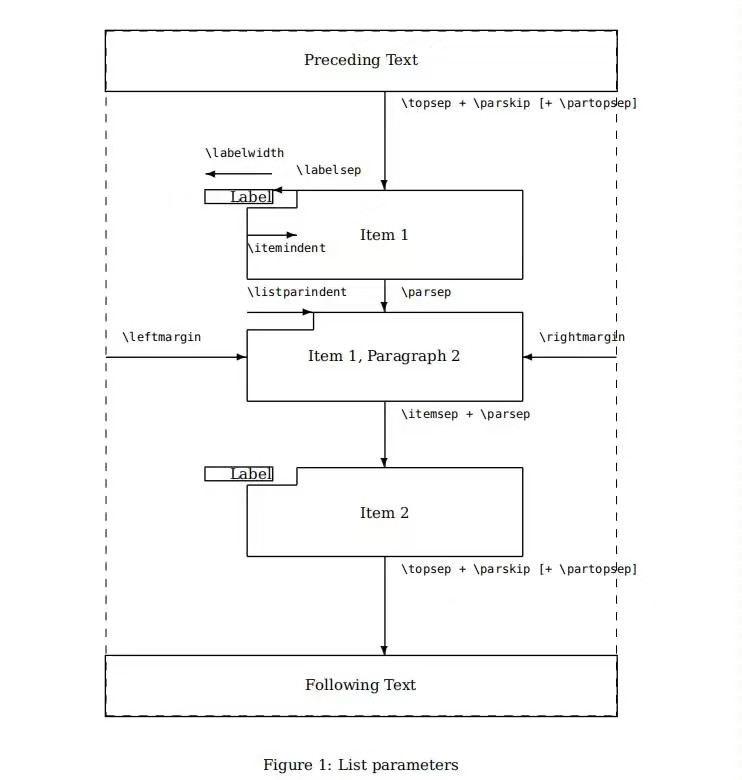 Preceding Text
\topsep + \parskip [+ \partopsep]
\labelwidth
\labelsep
Label
Item 1
\itemindent
\listparindent
\parsep
\leftmargin
\rightmargin
Item 1, Paragraph 2
\itemsep + \parsep
Label
Item 2
\topsep + \parskip [+ \partopsep]
Following Text
Figure 1: List parameters